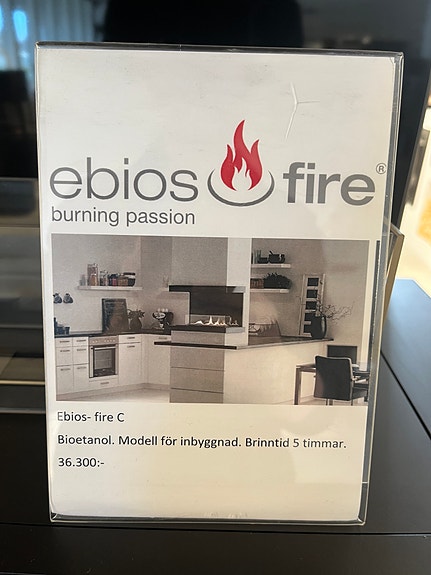 ebios fire®
burning passion
Ebios- fire C
Bioetanol. Modell för inbyggnad. Brinntid 5 timmar.
36.300:-